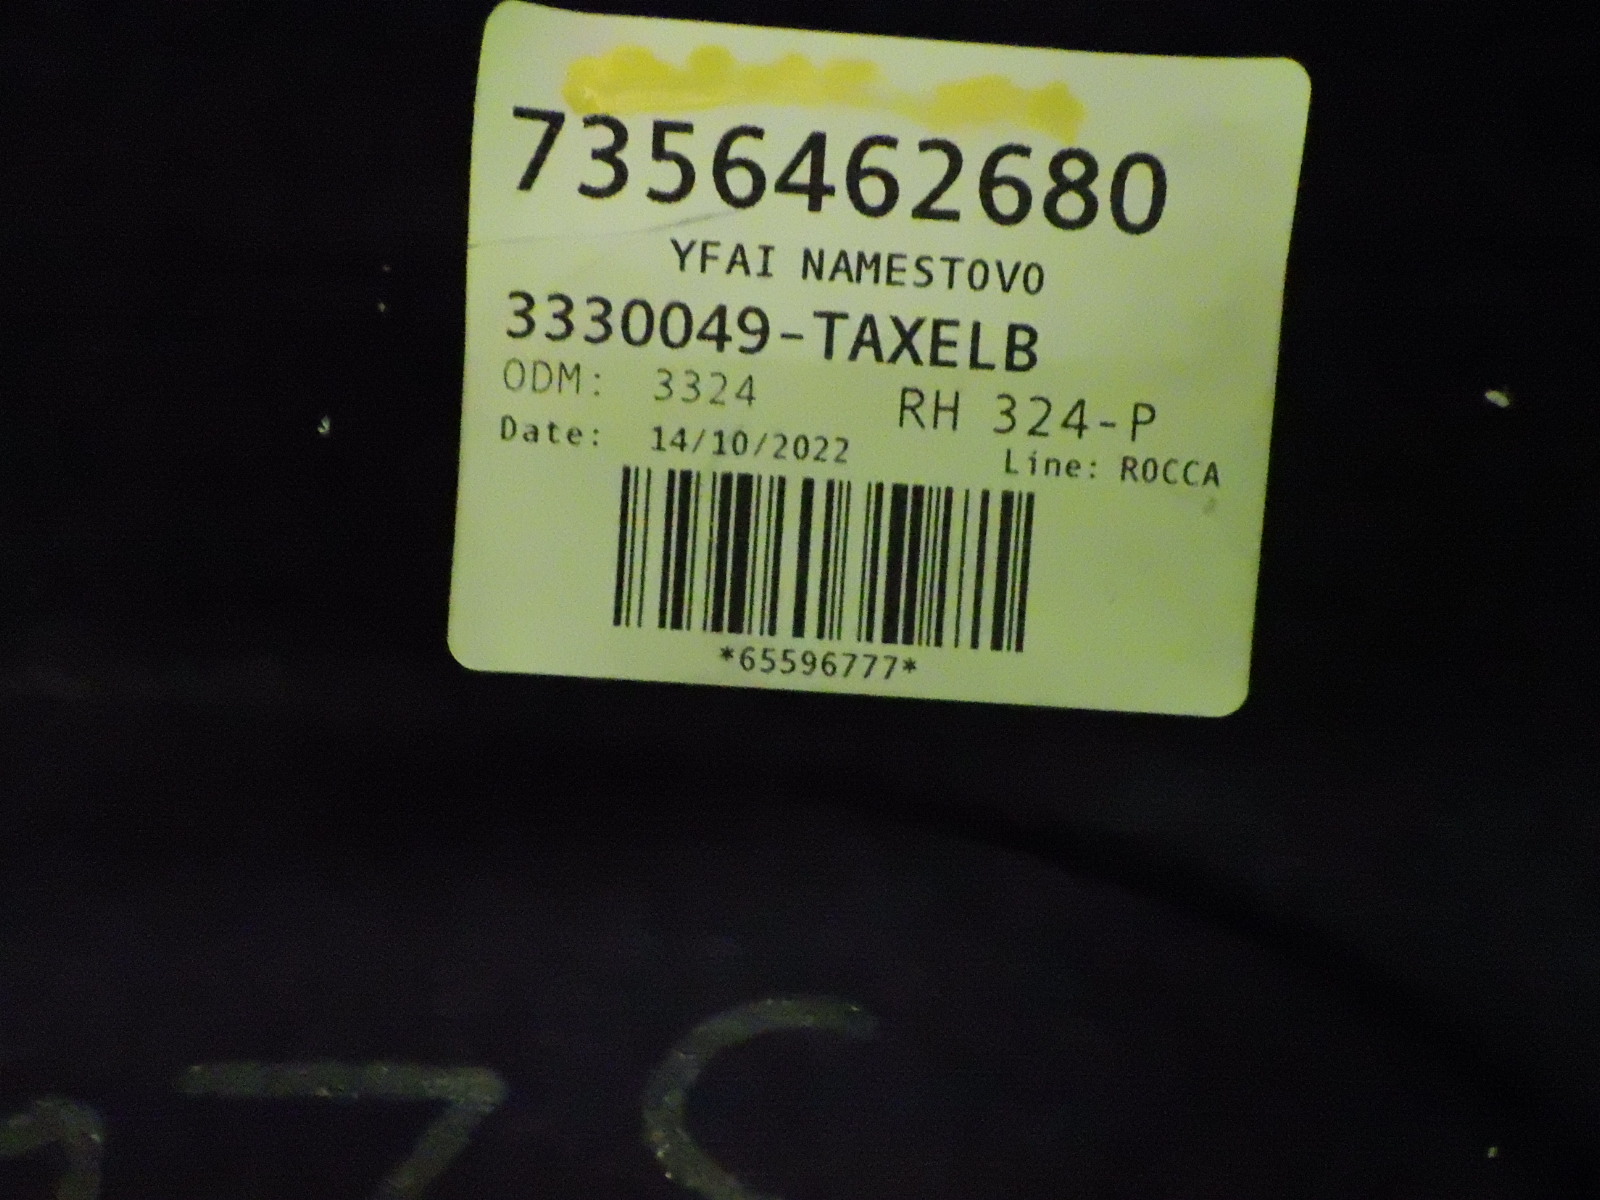 7356462680
YFAI NAMESTOVO
3330049-TAXELB
ODM: 3324 RH 324-P
Date: 14/10/2022 Line: ROCCA
*65596777*